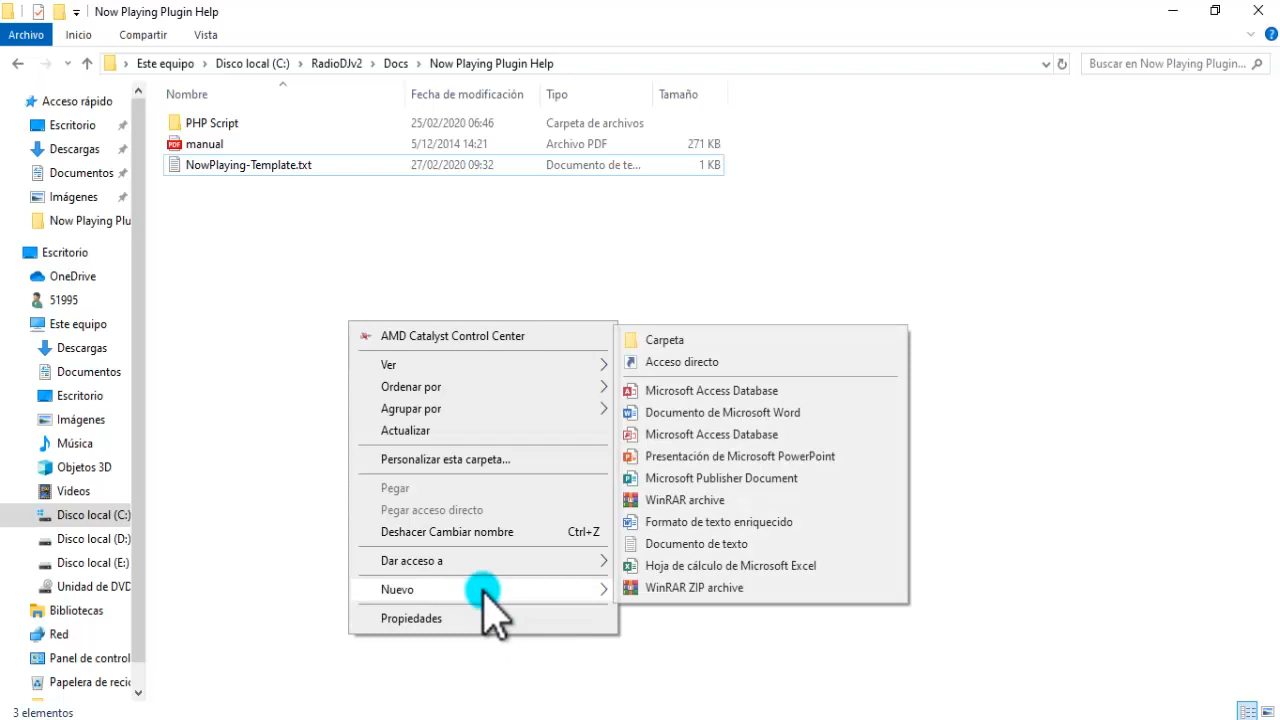 Now Playing Plugin Help
Archivo Inicio Compartir Vista
Este equipo Disco local (C:) RadioDJv2 Docs Now Playing Plugin Help
Buscar en Now Playing Plugin...
Nombre Fecha de modificación Tipo Tamaño
PHP Script 25/02/2020 06:46 Carpeta de archivos
manual 5/12/2014 14:21 Archivo PDF 271 KB
NowPlaying-Template.txt 27/02/2020 09:32 Documento de te... 1 KB
Acceso rápido
Escritorio
Descargas
Documentos
Imágenes
Now Playing Plu
Escritorio
OneDrive
51995
Este equipo
Descargas
Documentos
Escritorio
Imágenes
Música
Objetos 3D
Videos
Disco local (C:)
Disco local (D:)
Disco local (E:)
Unidad de DVD
Bibliotecas
Red
Panel de control
Papelera de reci
3 elementos
AMD Catalyst Control Center
Ver
Ordenar por
Agrupar por
Actualizar
Personalizar esta carpeta...
Pegar
Pegar acceso directo
Deshacer Cambiar nombre Ctrl+Z
Dar acceso a
Nuevo
Propiedades
Carpeta
Acceso directo
Microsoft Access Database
Documento de Microsoft Word
Microsoft Access Database
Presentación de Microsoft PowerPoint
Microsoft Publisher Document
WinRAR archive
Formato de texto enriquecido
Documento de texto
Hoja de cálculo de Microsoft Excel
WinRAR ZIP archive